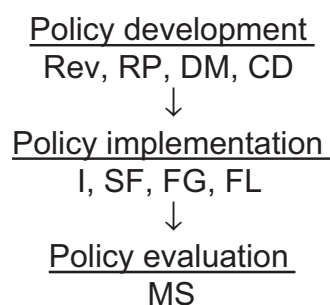 Policy development
Rev, RP, DM, CD
↓
Policy implementation
I, SF, FG, FL
↓
Policy evaluation
MS